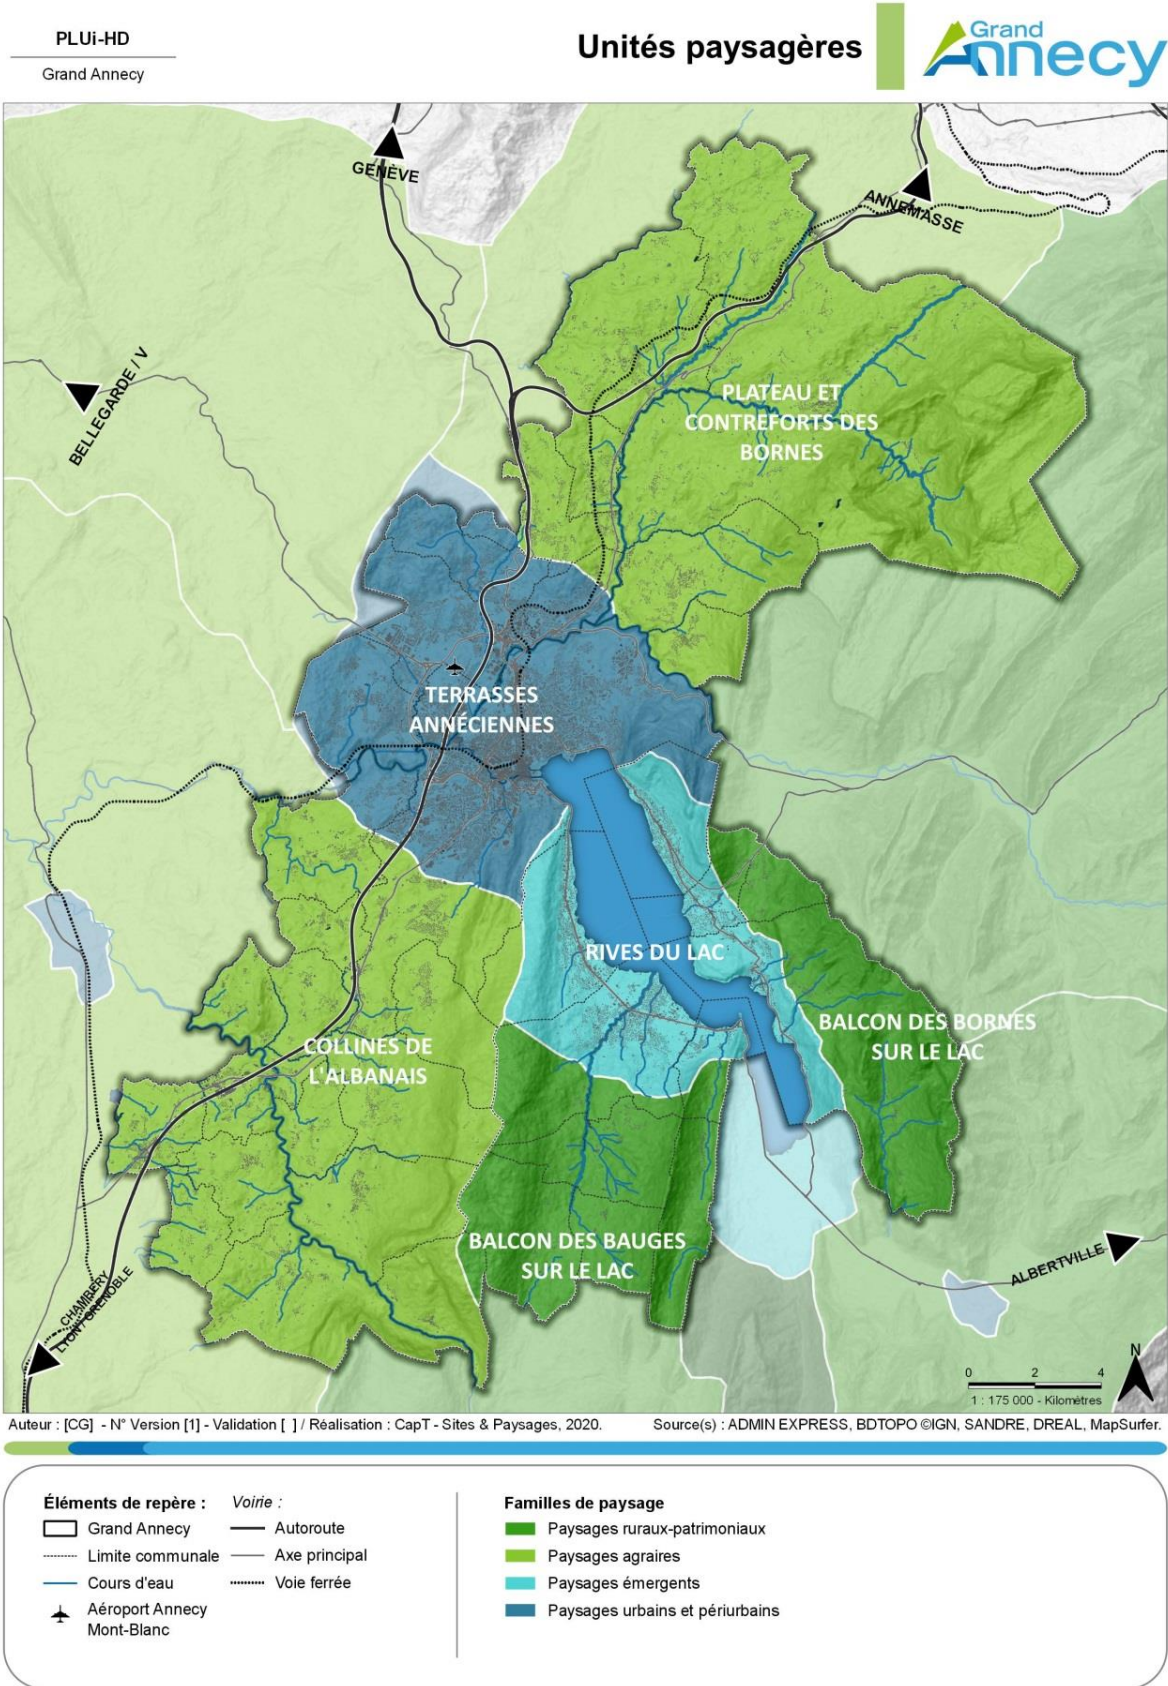 PLUi-HD
Grand Annecy
Unités paysagères
Grand
Annecy
GENÈVE
ANNEMASSE
BELLEGARDE / V
PLATEAU ET
CONTREFORTS DES
BORNES
TERRASSES
ANNÉCIENNES
RIVES DU LAC
BALCON DES BORNES
SUR LE LAC
COLLINES DE
L'ALBANAIS
BALCON DES BAUGES
SUR LE LAC
ALBERTVILLE
CHAMBERY
LYON / GRENOBLE
N
0 2 4
1 : 175 000 - Kilomètres
Auteur : [CG] - N° Version [1] - Validation [ ] / Réalisation : CapT - Sites & Paysages, 2020.
Source(s) : ADMIN EXPRESS, BDTOPO ©IGN, SANDRE, DREAL, MapSurfer.
Éléments de repère :
Grand Annecy
Limite communale
Cours d'eau
Aéroport Annecy
Mont-Blanc
Voirie :
Autoroute
Axe principal
Voie ferrée
Familles de paysage
Paysages ruraux-patrimoniaux
Paysages agraires
Paysages émergents
Paysages urbains et périurbains